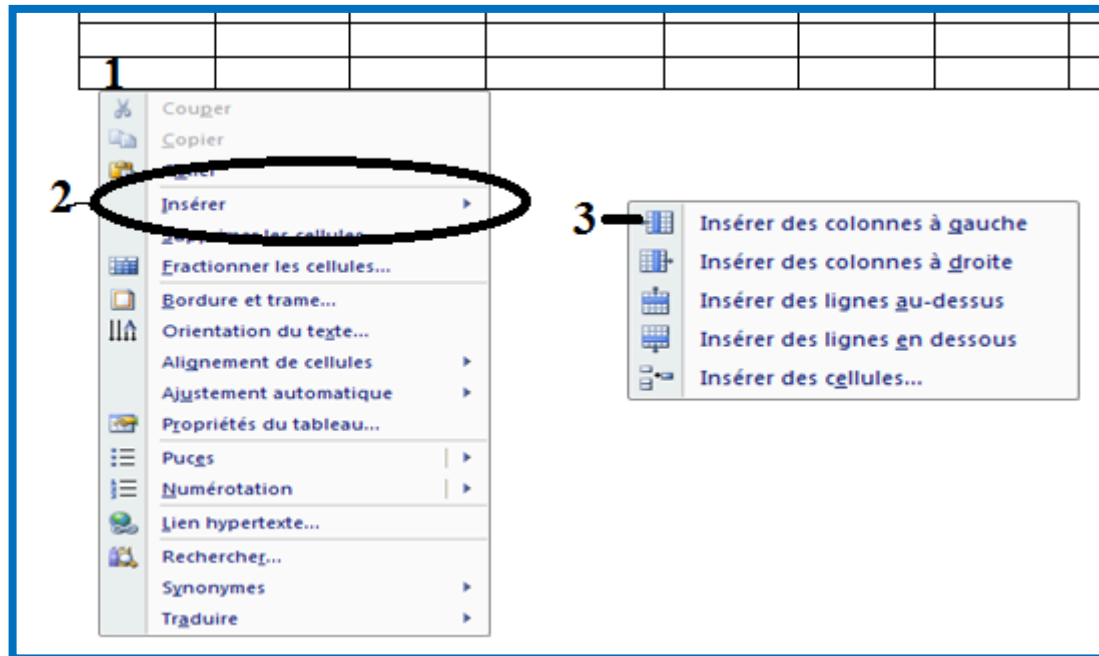 1
Couper
Copier
2
Insérer
Fractionner les cellules...
Bordure et trame...
Orientation du texte...
Alignement de cellules
Ajustement automatique
Propriétés du tableau...
Puces
Numérotation
Lien hypertexte...
Rechercher...
Synonymes
Traduire
3
Insérer des colonnes à gauche
Insérer des colonnes à droite
Insérer des lignes au-dessus
Insérer des lignes en dessous
Insérer des cellules...